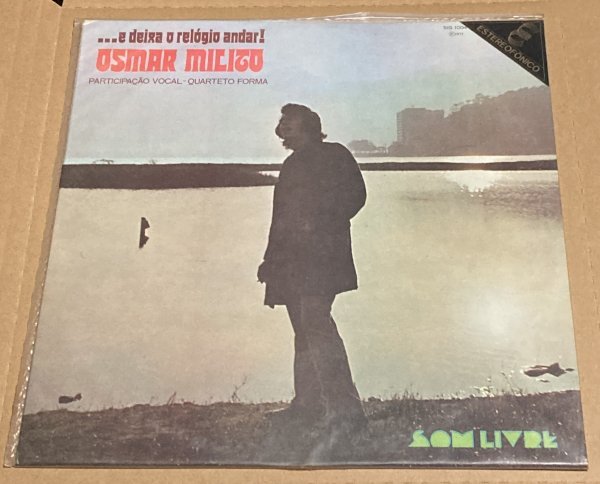 ...e deixa o relógio andar!
OSMAR MILITO
PARTICIPAÇÃO VOCAL - QUARTETO FORMA
ESTEREOFÔNICO
SOM LIVRE